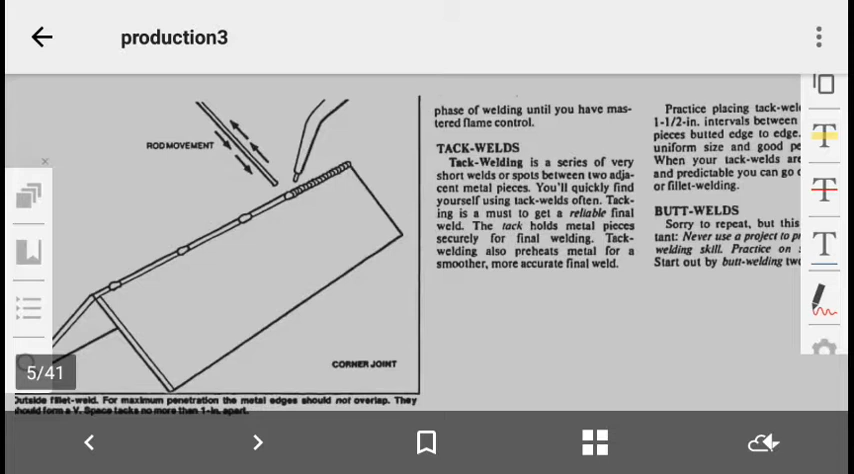 production3
ROD MOVEMENT
CORNER JOINT
5/41
Outside fillet-weld. For maximum penetration the metal edges should not overlap. They
should form a V. Space tacks no more than 1-in. apart.
phase of welding until you have mas-
tered flame control.
TACK-WELDS
Tack-Welding is a series of very
short welds or spots between two adja-
cent metal pieces. You'll quickly find
yourself using tack-welds often. Tack-
ing is a must to get a reliable final
weld. The tack holds metal pieces
securely for final welding. Tack-
welding also preheats metal for a
smoother, more accurate final weld.
Practice placing
1-1/2-in. intervals between
pieces butted edge to edge.
uniform size and good
When your tack-welds
and predictable you can go
or fillet-welding.
BUTT-WELDS
Sorry to repeat, but this
tant: Never use a project to
welding skill. Practice on
Start out by butt-welding